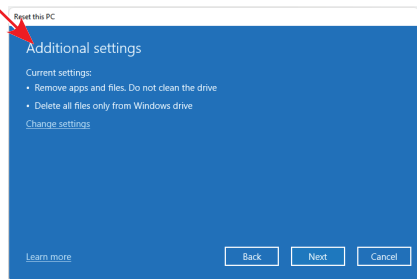 Reset this PC
Additional settings
Current settings:
• Remove apps and files. Do not clean the drive
• Delete all files only from Windows drive
Change settings
Learn more
Back
Next
Cancel